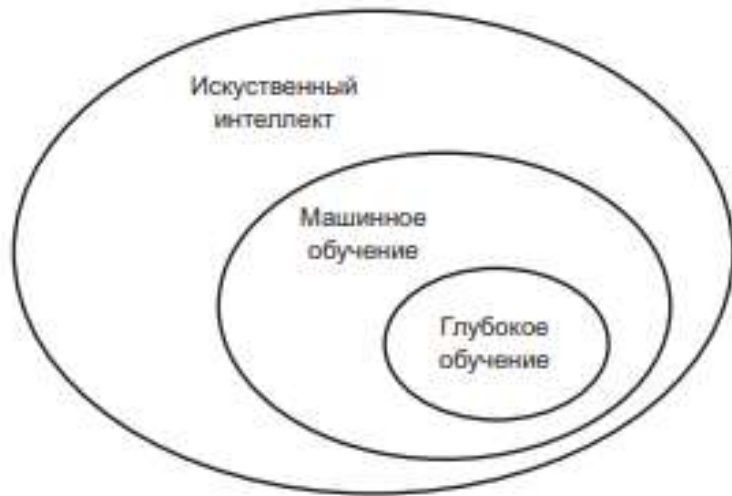 Искуственный
интеллект
Машинное
обучение
Глубокое
обучение